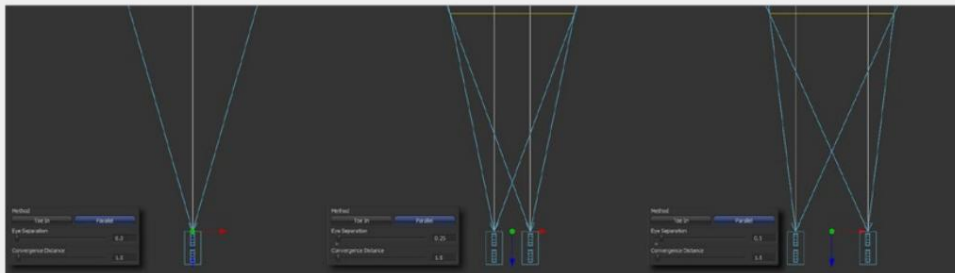 Method
Toe In Parallel
Eye Separation
0.0
Convergence Distance
1.0
Method
Toe In Parallel
Eye Separation
0.25
Convergence Distance
1.0
Method
Toe In Parallel
Eye Separation
0.5
Convergence Distance
1.0